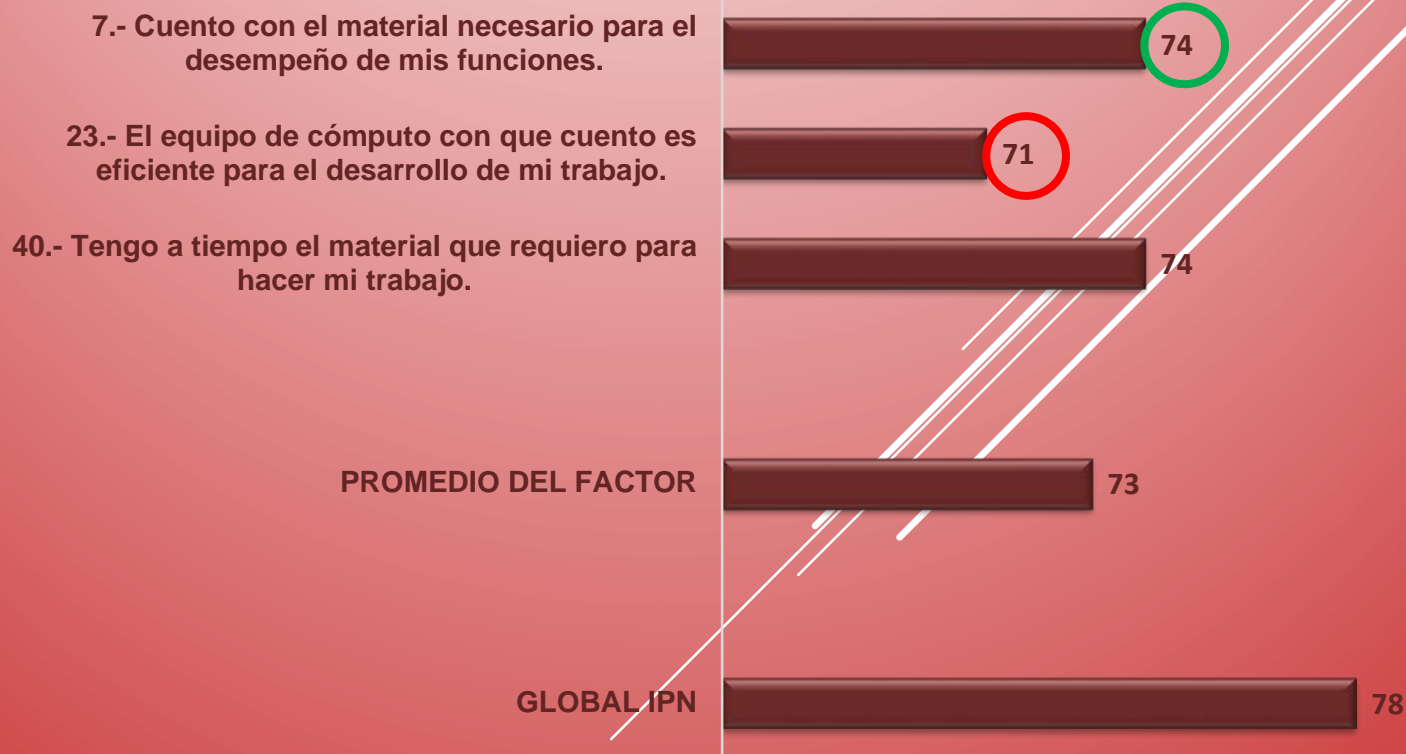 7.- Cuento con el material necesario para el
desempeño de mis funciones.
74
23.- El equipo de cómputo con que cuento es
eficiente para el desarrollo de mi trabajo.
71
40.- Tengo a tiempo el material que requiero para
hacer mi trabajo.
74
PROMEDIO DEL FACTOR
73
GLOBAL IPN
78